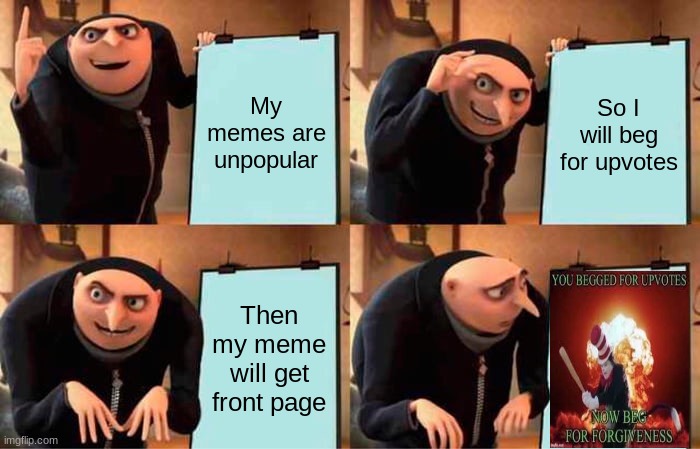 My
memes are
unpopular
So I
will beg
for upvotes
Then
my meme
will get
front page
YOU BEGGED FOR UPVOTES
NOW BEG
FOR FORGIVENESS
imgflip.com